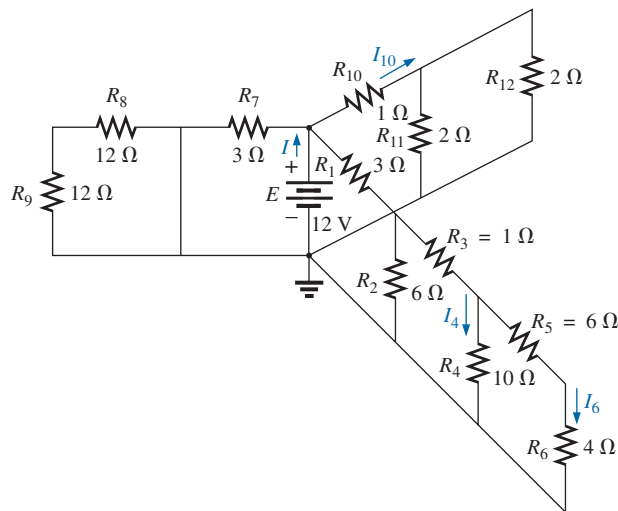 I10
R10
R12
2 Ω
R8
R7
1 Ω
R11
2 Ω
12 Ω
3 Ω
I
+
R1
3 Ω
R9
12 Ω
E
−
12 V
R3 = 1 Ω
R2
6 Ω
I4
R5 = 6 Ω
R4
10 Ω
I6
R6
4 Ω